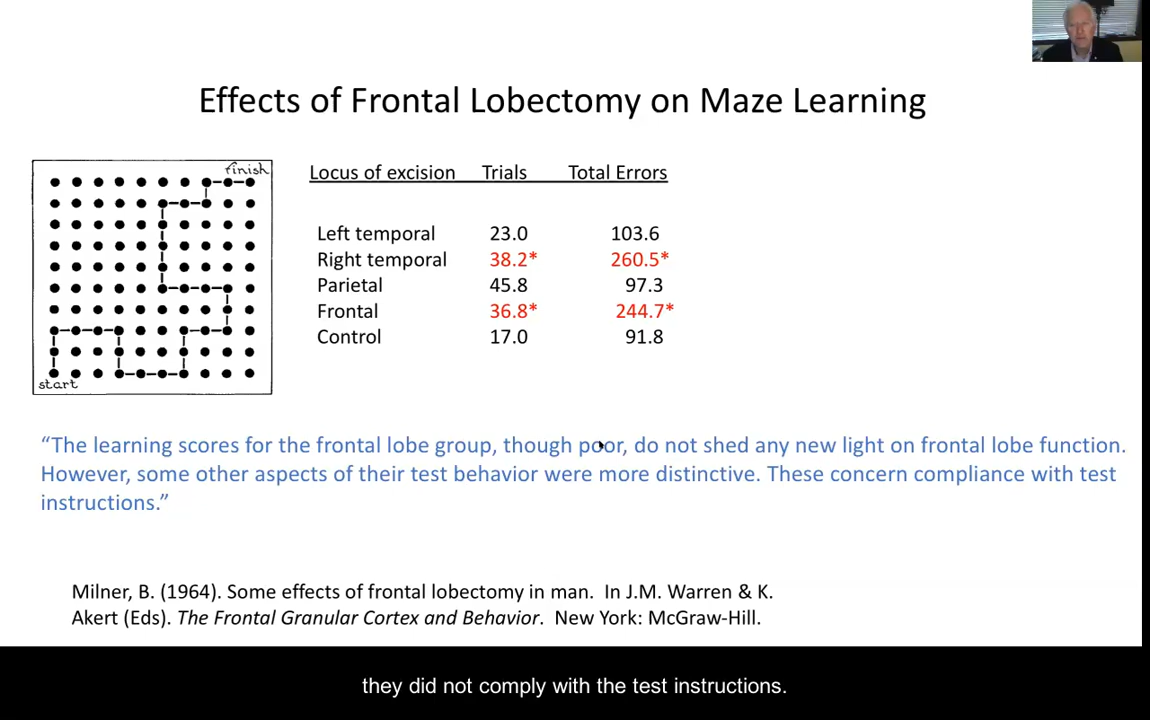 Effects of Frontal Lobectomy on Maze Learning
finish
start
Locus of excision Trials Total Errors
Left temporal 23.0 103.6
Right temporal 38.2* 260.5*
Parietal 45.8 97.3
Frontal 36.8* 244.7*
Control 17.0 91.8
“The learning scores for the frontal lobe group, though poor, do not shed any new light on frontal lobe function.
However, some other aspects of their test behavior were more distinctive. These concern compliance with test
instructions.”
Milner, B. (1964). Some effects of frontal lobectomy in man. In J.M. Warren & K.
Akert (Eds). The Frontal Granular Cortex and Behavior. New York: McGraw-Hill.
they did not comply with the test instructions.